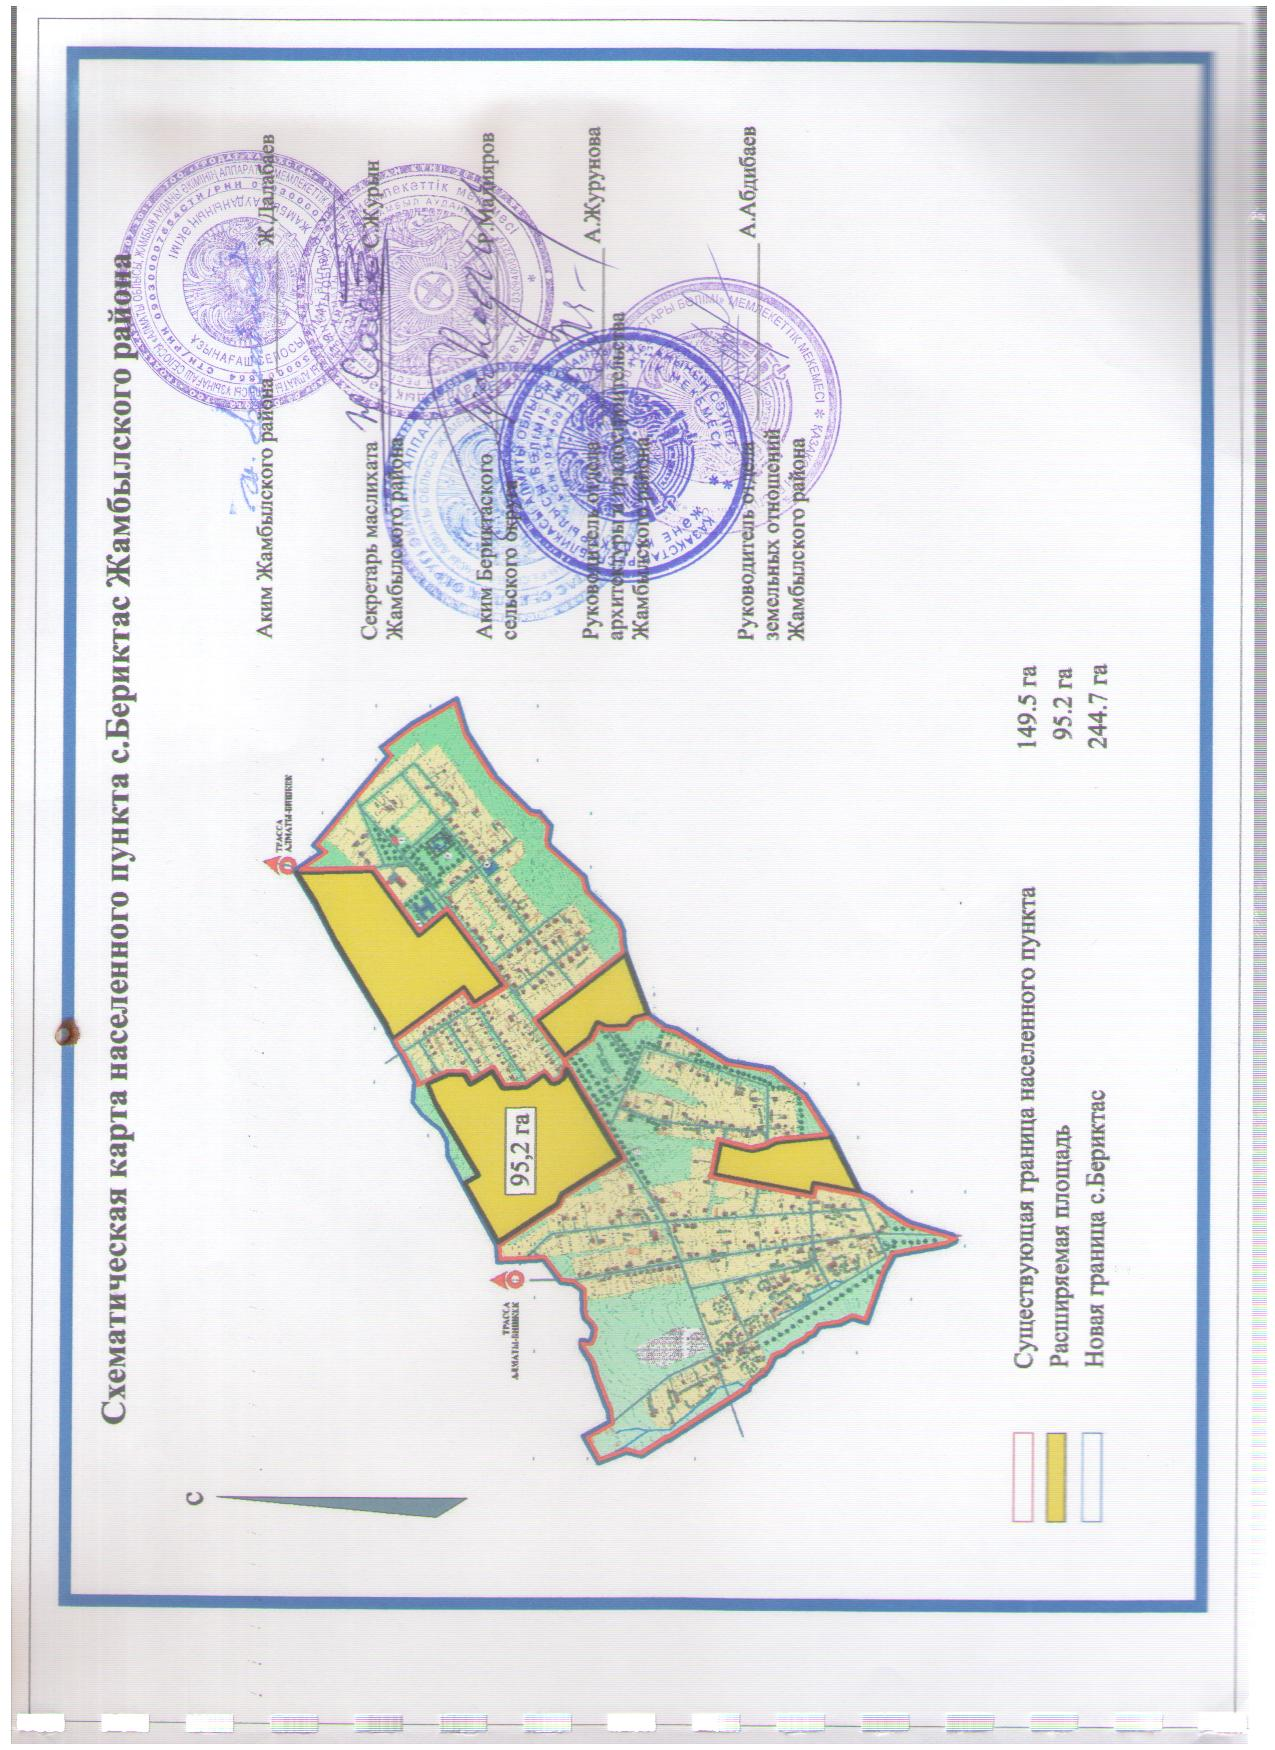 Схематическая карта населенного пункта с.Бериктас Жамбылского района
С
ТРАССА
АЛМАТЫ-БИШКЕК
95,2 га
ТРАССА
АЛМАТЫ-БИШКЕК
Аким Жамбылского района Ж.Далабаев
Секретарь маслихата С.Журын
Жамбылского района
Аким Бериктаского Р.Мадияров
сельского округа
Руководитель отдела А.Журунова
архитектуры и градостроительства
Жамбылского района
Руководитель отдела А.Абдибаев
земельных отношений
Жамбылского района
Существующая граница населенного пункта 149.5 га
Расширяемая площадь 95.2 га
Новая граница с.Бериктас 244.7 га